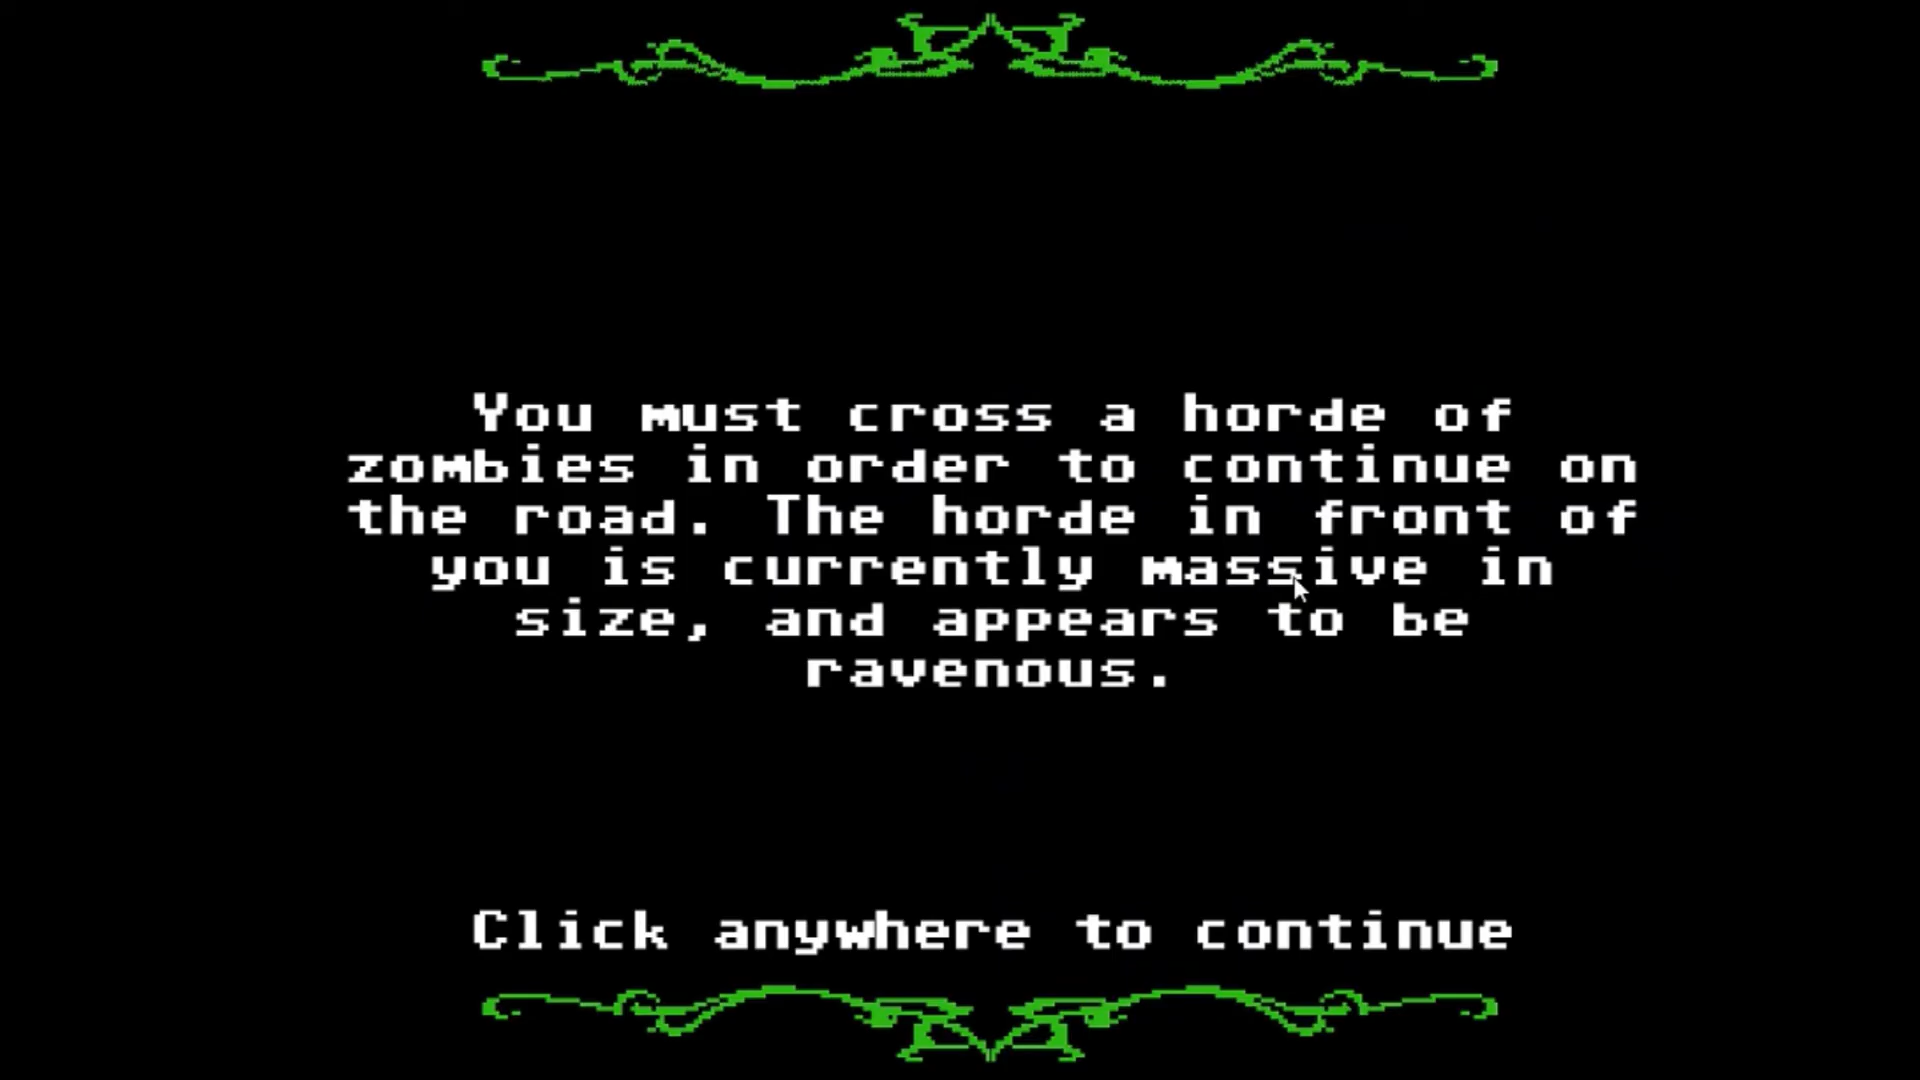 You must cross a horde of
zombies in order to continue on
the road. The horde in front of
you is currently massive in
size, and appears to be
ravenous.
Click anywhere to continue